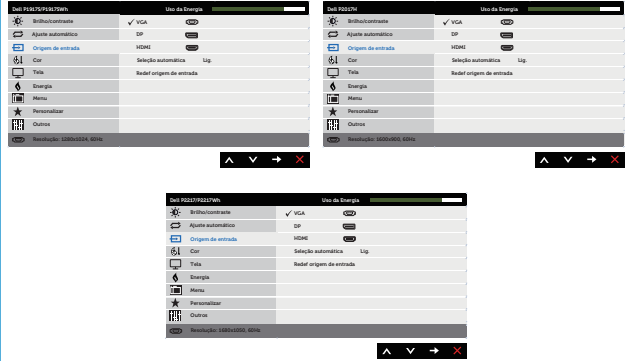 Dell P1917S/P1917SWh Uso da Energia
Brilho/contraste VGA
Ajuste automático DP
Origem de entrada HDMI
Cor Seleção automática Lig.
Tela Redef origem de entrada
Energia
Menu
Personalizar
Outros
Resolução: 1280x1024, 60Hz
Dell P2017H Uso da Energia
Brilho/contraste VGA
Ajuste automático DP
Origem de entrada HDMI
Cor Seleção automática Lig.
Tela Redef origem de entrada
Energia
Menu
Personalizar
Outros
Resolução: 1600x900, 60Hz
Dell P2217/P2217Wh Uso da Energia
Brilho/contraste VGA
Ajuste automático DP
Origem de entrada HDMI
Cor Seleção automática Lig.
Tela Redef origem de entrada
Energia
Menu
Personalizar
Outros
Resolução: 1680x1050, 60Hz